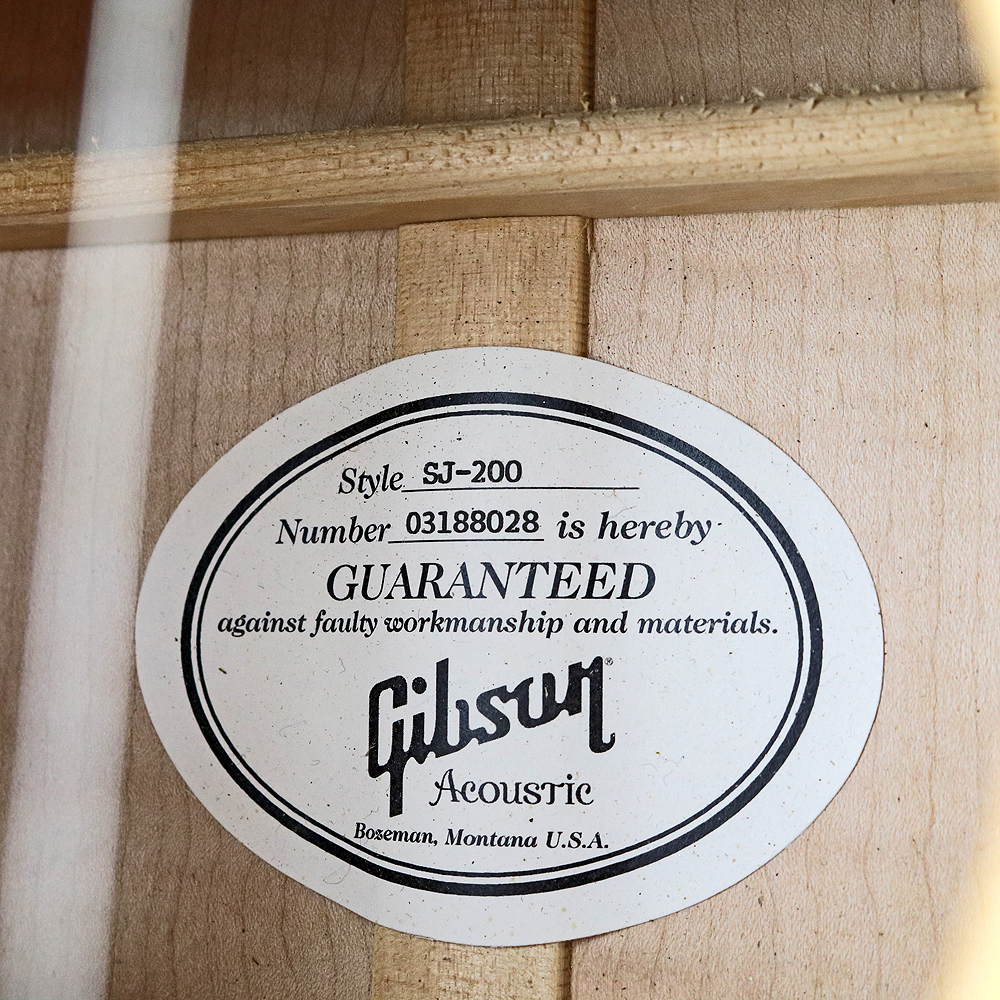 Style SJ-200
Number 03188028 is hereby
GUARANTEED
against faulty workmanship and materials.
Gibson®
Acoustic
Bozeman, Montana U.S.A.